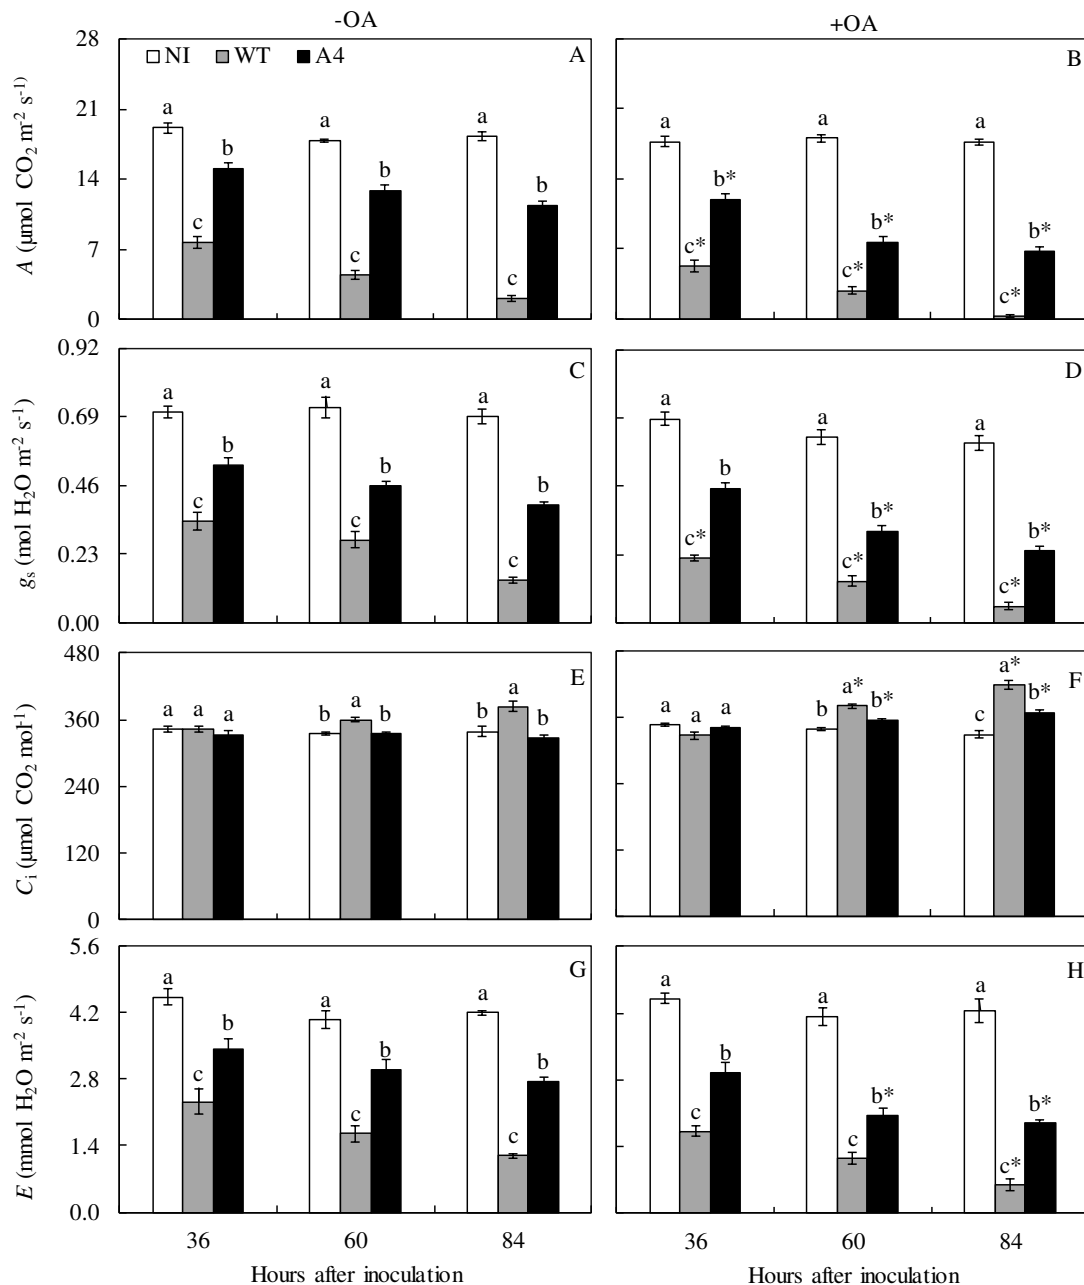 -OA
+OA
28
21
14
7
0
A (µmol CO₂ m⁻² s⁻¹)
NI WT A4
A
a a a
b b b
c c c
B
a a a
b* b* b*
c* c* c*
0.92
0.69
0.46
0.23
0.00
gₛ (mol H₂O m⁻² s⁻¹)
C
a a a
b b b
c c c
D
a a a
b b* b*
c* c* c*
480
360
240
120
0
Cᵢ (µmol CO₂ mol⁻¹)
E
a a a b a b b a b
F
a a a b a* b* c a* b*
5.6
4.2
2.8
1.4
0.0
E (mmol H₂O m⁻² s⁻¹)
G
a a a
b b b
c c c
H
a a a
b b* b*
c c c*
36 60 84
36 60 84
Hours after inoculation
Hours after inoculation